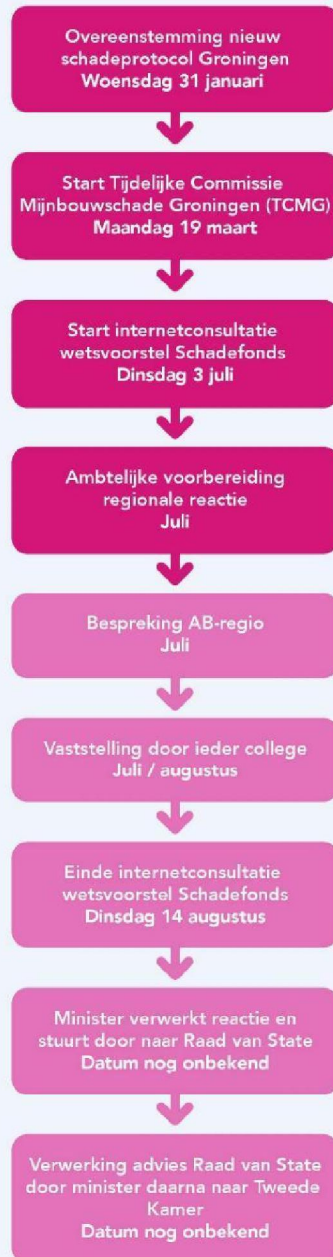 Overeenstemming nieuw
schadeprotocol Groningen
Woensdag 31 januari
Start Tijdelijke Commissie
Mijnbouwschade Groningen (TCMG)
Maandag 19 maart
Start internetconsultatie
wetsvoorstel Schadefonds
Dinsdag 3 juli
Ambtelijke voorbereiding
regionale reactie
Juli
Bespreking AB-regio
Juli
Vaststelling door ieder college
Juli / augustus
Einde internetconsultatie
wetsvoorstel Schadefonds
Dinsdag 14 augustus
Minister verwerkt reactie en
stuurt door naar Raad van State
Datum nog onbekend
Verwerking advies Raad van State
door minister daarna naar Tweede
Kamer
Datum nog onbekend